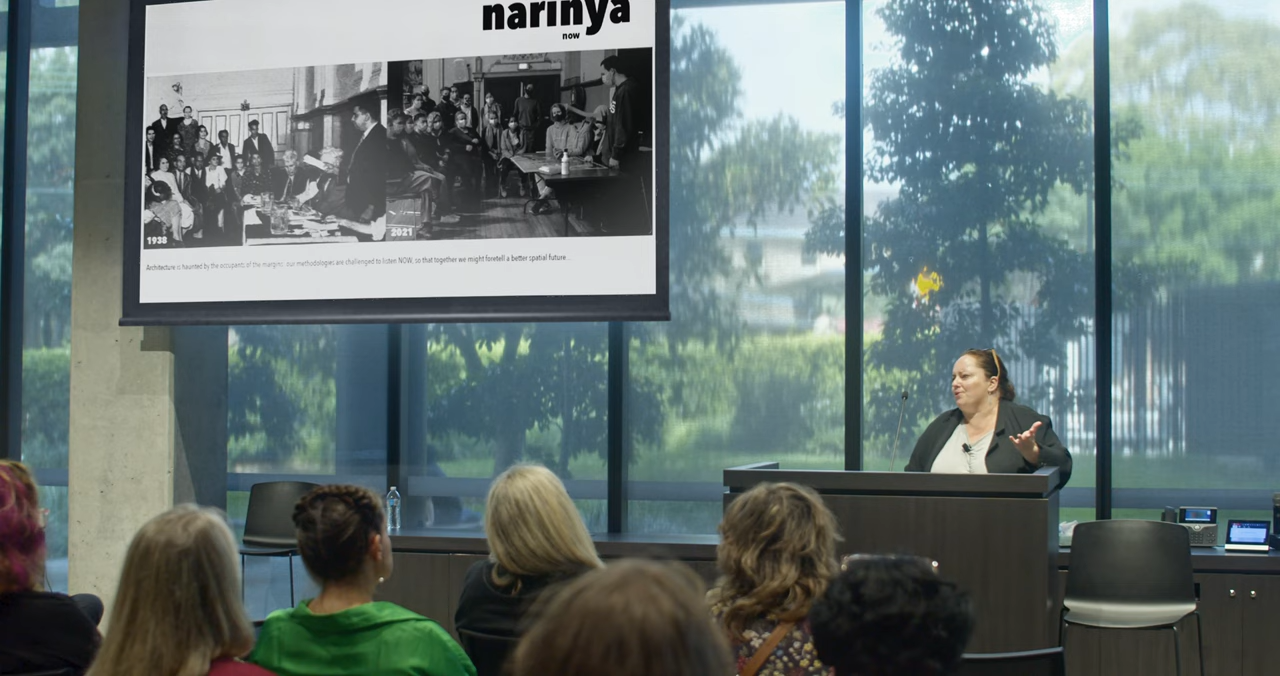 narinya
now
1938
2021
Architecture is haunted by the occupants of the margins: our methodologies are challenged to listen NOW, so that together we might foretell a better spatial future...